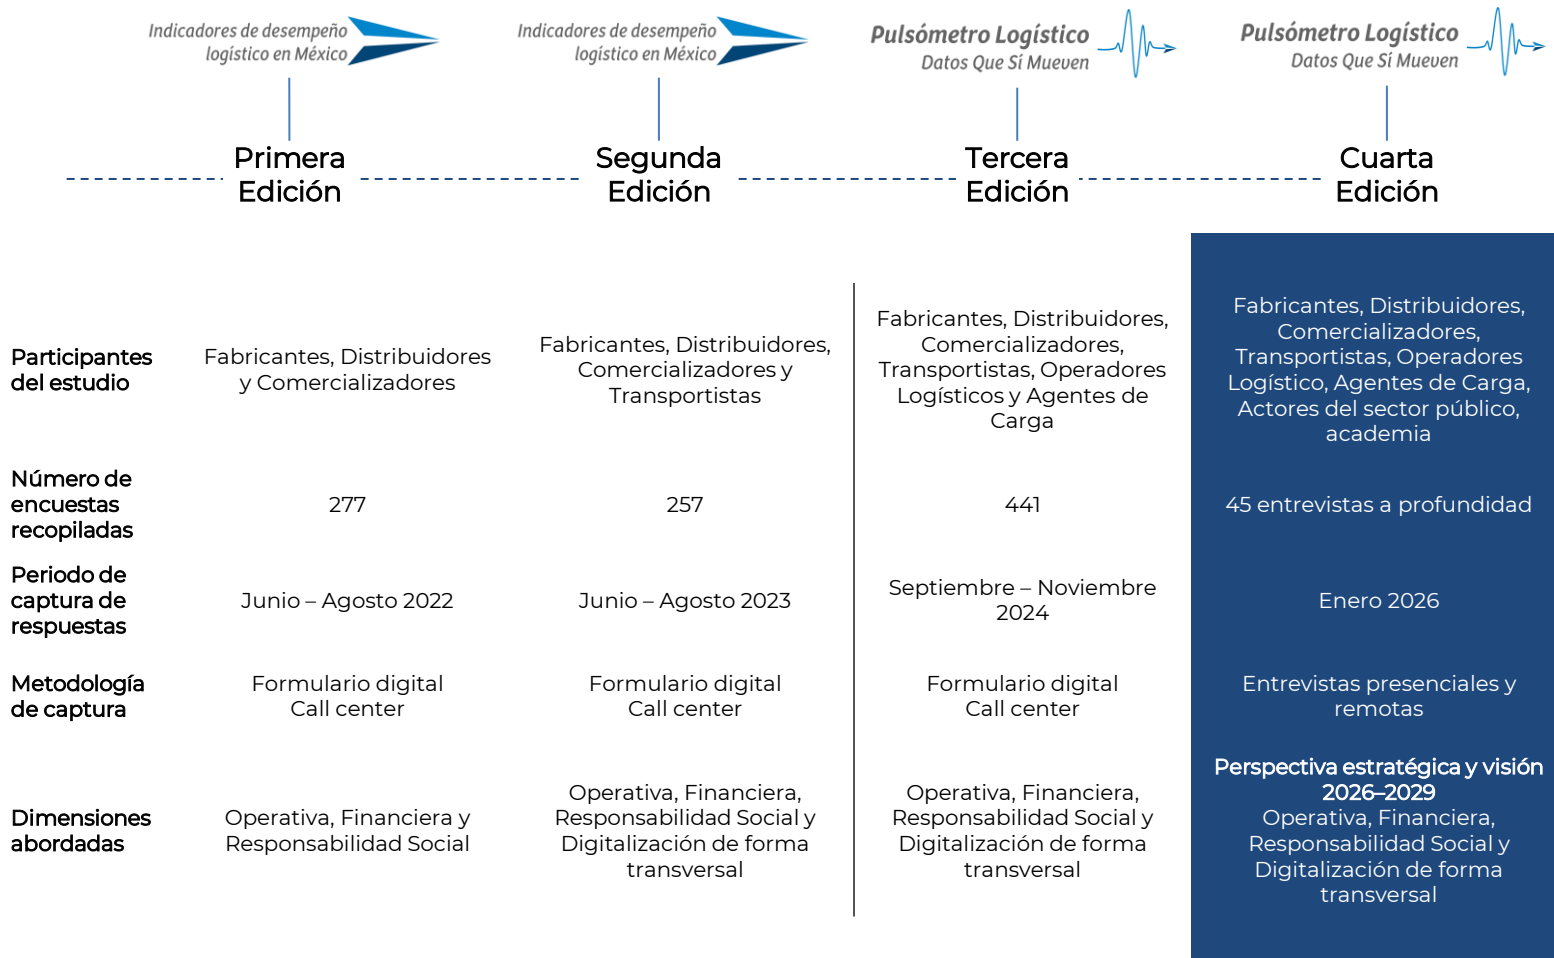 Indicadores de desempeño
logístico en México
Indicadores de desempeño
logístico en México
Pulsómetro Logístico
Datos Que Sí Mueven
Pulsómetro Logístico
Datos Que Sí Mueven
Primera
Edición
Segunda
Edición
Tercera
Edición
Cuarta
Edición
Participantes
del estudio
Fabricantes, Distribuidores
y Comercializadores
Fabricantes, Distribuidores,
Comercializadores y
Transportistas
Fabricantes, Distribuidores,
Comercializadores,
Transportistas, Operadores
Logísticos y Agentes de
Carga
Fabricantes, Distribuidores,
Comercializadores,
Transportistas, Operadores
Logístico, Agentes de Carga,
Actores del sector público,
academia
Número de
encuestas
recopiladas
277
257
441
45 entrevistas a profundidad
Periodo de
captura de
respuestas
Junio – Agosto 2022
Junio – Agosto 2023
Septiembre – Noviembre
2024
Enero 2026
Metodología
de captura
Formulario digital
Call center
Formulario digital
Call center
Formulario digital
Call center
Entrevistas presenciales y
remotas
Dimensiones
abordadas
Operativa, Financiera y
Responsabilidad Social
Operativa, Financiera,
Responsabilidad Social y
Digitalización de forma
transversal
Operativa, Financiera,
Responsabilidad Social y
Digitalización de forma
transversal
Perspectiva estratégica y visión
2026–2029
Operativa, Financiera,
Responsabilidad Social y
Digitalización de forma
transversal